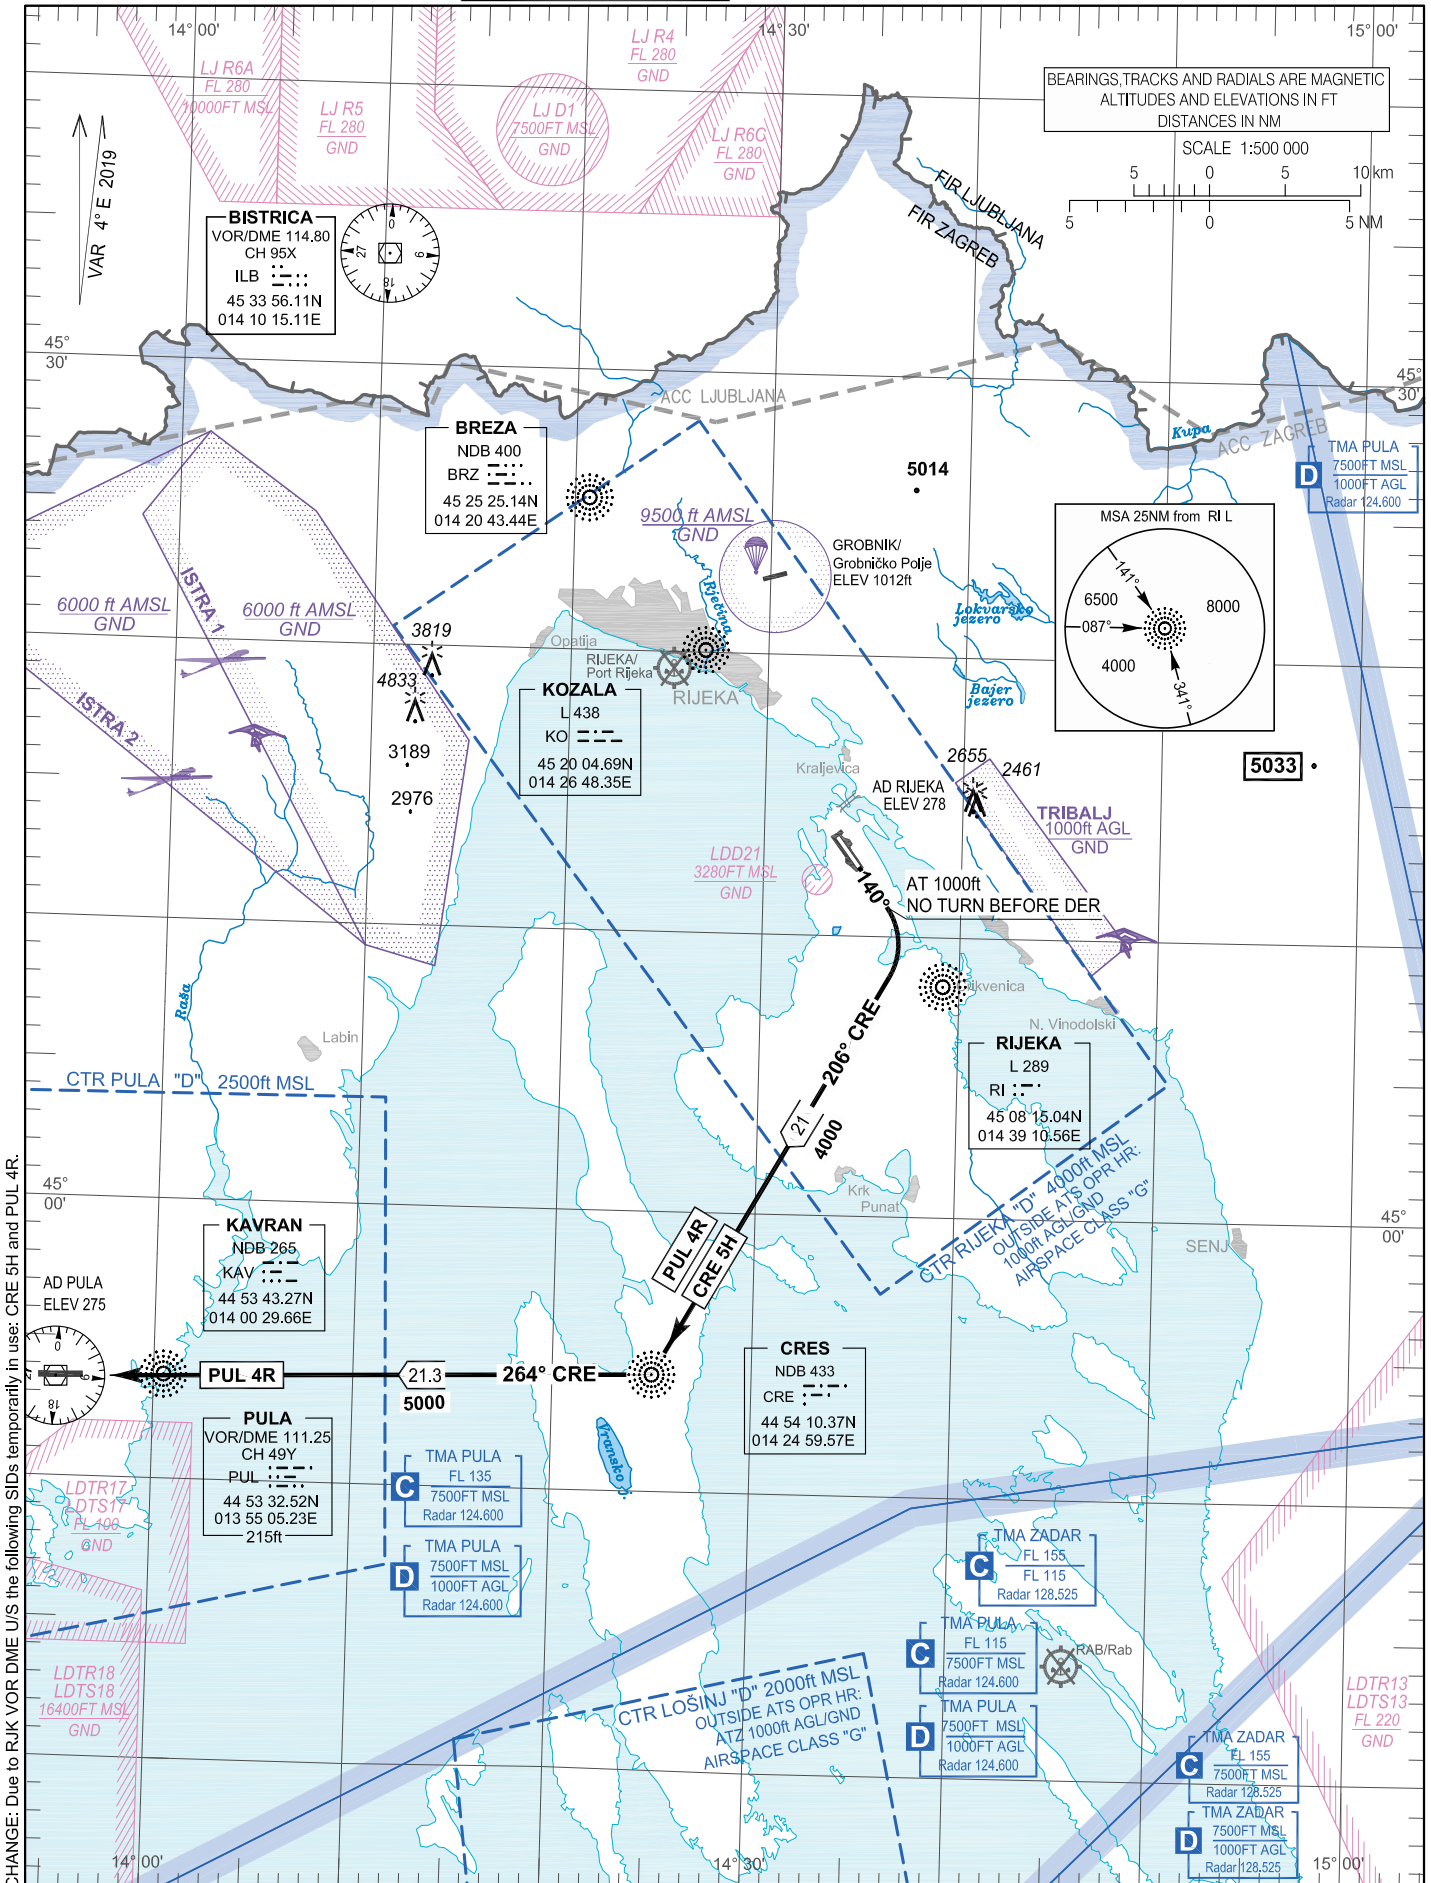 14° 00'
14° 30'
15° 00'
LJ R6A
FL 280
10000FT MSL
LJ R5
FL 280
GND
LJ R4
FL 280
GND
LJ D1
7500FT MSL
GND
LJ R6C
FL 280
GND
BEARINGS,TRACKS AND RADIALS ARE MAGNETIC
ALTITUDES AND ELEVATIONS IN FT
DISTANCES IN NM
SCALE 1:500 000
5 0 5 10 km
5 0 5 NM
VAR 4° E 2019
BISTRICA
VOR/DME 114.80
CH 95X
ILB
45 33 56.11N
014 10 15.11E
0
9
18
27
FIR LJUBLJANA
FIR ZAGREB
45°
30'
45°
30'
ACC LJUBLJANA
ACC ZAGREB
Kupa
BREZA
NDB 400
BRZ
45 25 25.14N
014 20 43.44E
5014
TMA PULA
D
7500FT MSL
1000FT AGL
Radar 124.600
9500 ft AMSL
GND
GROBNIK/
Grobničko Polje
ELEV 1012ft
MSA 25NM from RI L
141°
6500
8000
087°
4000
341°
ISTRA 1
6000 ft AMSL
GND
6000 ft AMSL
GND
ISTRA 2
3819
4833
3189
2976
Rječina
Opatija
RIJEKA/
Port Rijeka
RIJEKA
Lokvarsko
jezero
Bajer
jezero
KOZALA
L 438
KO
45 20 04.69N
014 26 48.35E
Kraljevica
AD RIJEKA
ELEV 278
2655
2461
5033
TRIBALJ
1000ft AGL
GND
LDD21
3280FT MSL
GND
140°
AT 1000ft
NO TURN BEFORE DER
Raša
Labin
N. Vinodolski
206° CRE
RIJEKA
L 289
RI
45 08 15.04N
014 39 10.56E
CTR PULA "D" 2500ft MSL
21
4000
Krk
Punat
45°
00'
45°
00'
CTR RIJEKA "D" 4000ft MSL
OUTSIDE ATS OPR HR:
1000ft AGL/GND
AIRSPACE CLASS "G"
SENJ
PUL 4R
CRE 5H
KAVRAN
NDB 265
KAV
44 53 43.27N
014 00 29.66E
AD PULA
ELEV 275
0
9
18
PUL 4R
21.3
5000
264° CRE
CRES
NDB 433
CRE
44 54 10.37N
014 24 59.57E
PULA
VOR/DME 111.25
CH 49Y
PUL
44 53 32.52N
013 55 05.23E
215ft
Vransko j.
LDTR17
LDTS17
FL 100
GND
TMA PULA
C
FL 135
7500FT MSL
Radar 124.600
TMA PULA
D
7500FT MSL
1000FT AGL
Radar 124.600
TMA ZADAR
C
FL 155
FL 115
Radar 128.525
TMA PULA
C
FL 115
7500FT MSL
Radar 124.600
RAB/Rab
TMA PULA
D
7500FT MSL
1000FT AGL
Radar 124.600
LDTR18
LDTS18
16400FT MSL
GND
CTR LOŠINJ "D" 2000ft MSL
OUTSIDE ATS OPR HR:
ATZ 1000ft AGL/GND
AIRSPACE CLASS "G"
LDTR13
LDTS13
FL 220
GND
TMA ZADAR
C
FL 155
7500FT MSL
Radar 128.525
TMA ZADAR
D
7500FT MSL
1000FT AGL
Radar 128.525
14° 00'
14° 30'
15° 00'
CHANGE: Due to RJK VOR DME U/S the following SIDs temporarily in use: CRE 5H and PUL 4R.